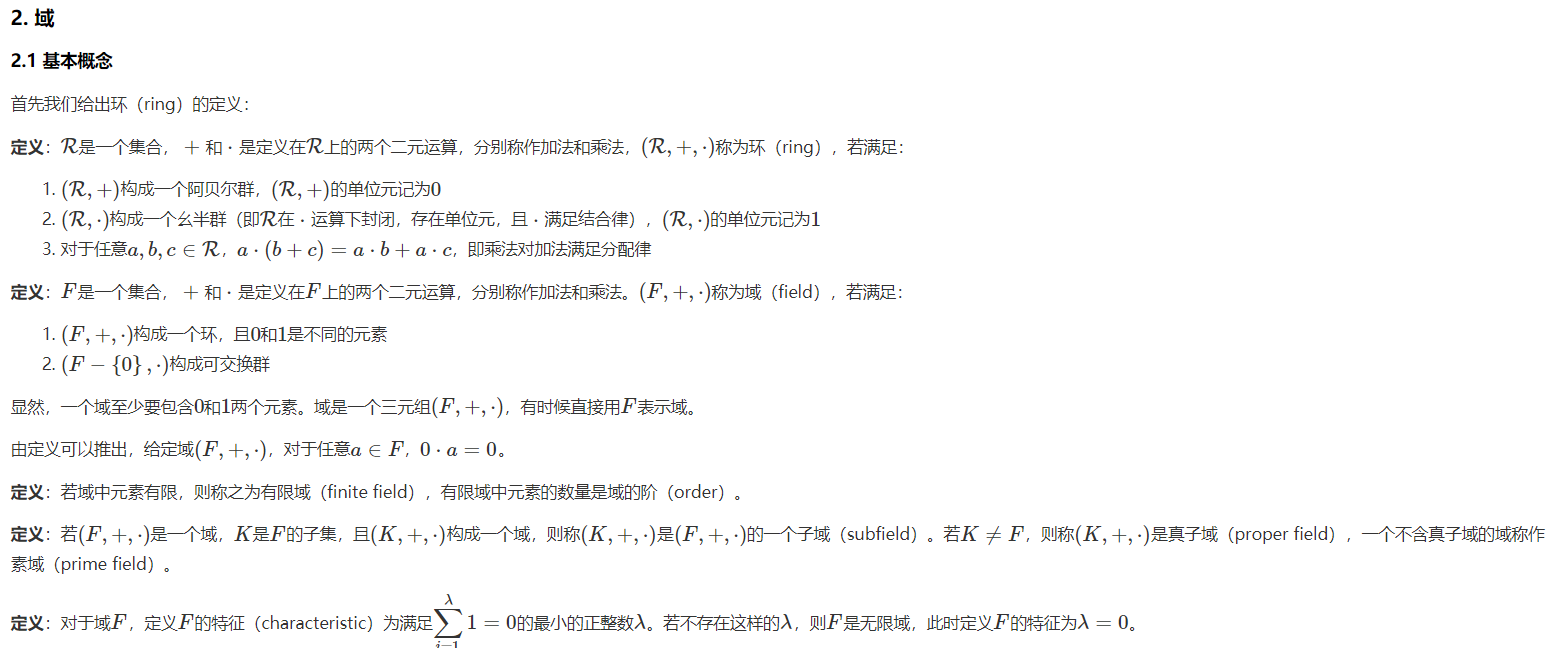 2. 域
2.1 基本概念
首先我们给出环（ring）的定义：
定义：$\mathcal{R}$是一个集合，$+$和$\cdot$是定义在$\mathcal{R}$上的两个二元运算，分别称作加法和乘法，$(\mathcal{R},+,\cdot)$称为环（ring），若满足：
1. $(\mathcal{R},+)$构成一个阿贝尔群，$(\mathcal{R},+)$的单位元记为$0$
2. $(\mathcal{R},\cdot)$构成一个幺半群（即$\mathcal{R}$在$\cdot$运算下封闭，存在单位元，且$\cdot$满足结合律），$(\mathcal{R},\cdot)$的单位元记为$1$
3. 对于任意$a,b,c\in\mathcal{R}$，$a\cdot(b+c)=a\cdot b+a\cdot c$，即乘法对加法满足分配律
定义：$F$是一个集合，$+$和$\cdot$是定义在$F$上的两个二元运算，分别称作加法和乘法。$(F,+,\cdot)$称为域（field），若满足：
1. $(F,+,\cdot)$构成一个环，且$0$和$1$是不同的元素
2. $(F-\{0\},\cdot)$构成可交换群
显然，一个域至少要包含$0$和$1$两个元素。域是一个三元组$(F,+,\cdot)$，有时候直接用$F$表示域。
由定义可以推出，给定域$(F,+,\cdot)$，对于任意$a\in F$，$0\cdot a=0$。
定义：若域中元素有限，则称之为有限域（finite field），有限域中元素的数量是域的阶（order）。
定义：若$(F,+,\cdot)$是一个域，$K$是$F$的子集，且$(K,+,\cdot)$构成一个域，则称$(K,+,\cdot)$是$(F,+,\cdot)$的一个子域（subfield）。若$K\neq F$，则称$(K,+,\cdot)$是真子域（proper field），一个不含真子域的域称作
素域（prime field）。
定义：对于域$F$，定义$F$的特征（characteristic）为满足$\sum_{i=1}^{\lambda}1=0$的最小的正整数$\lambda$。若不存在这样的$\lambda$，则$F$是无限域，此时定义$F$的特征为$\lambda=0$。